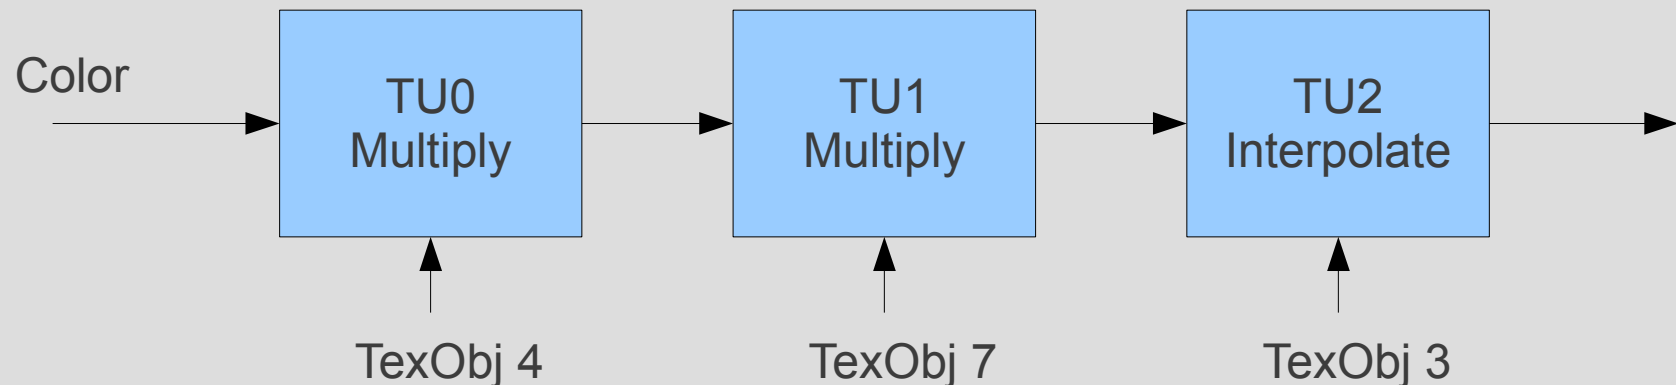 Color
TU0
Multiply
TU1
Multiply
TU2
Interpolate
TexObj 4
TexObj 7
TexObj 3